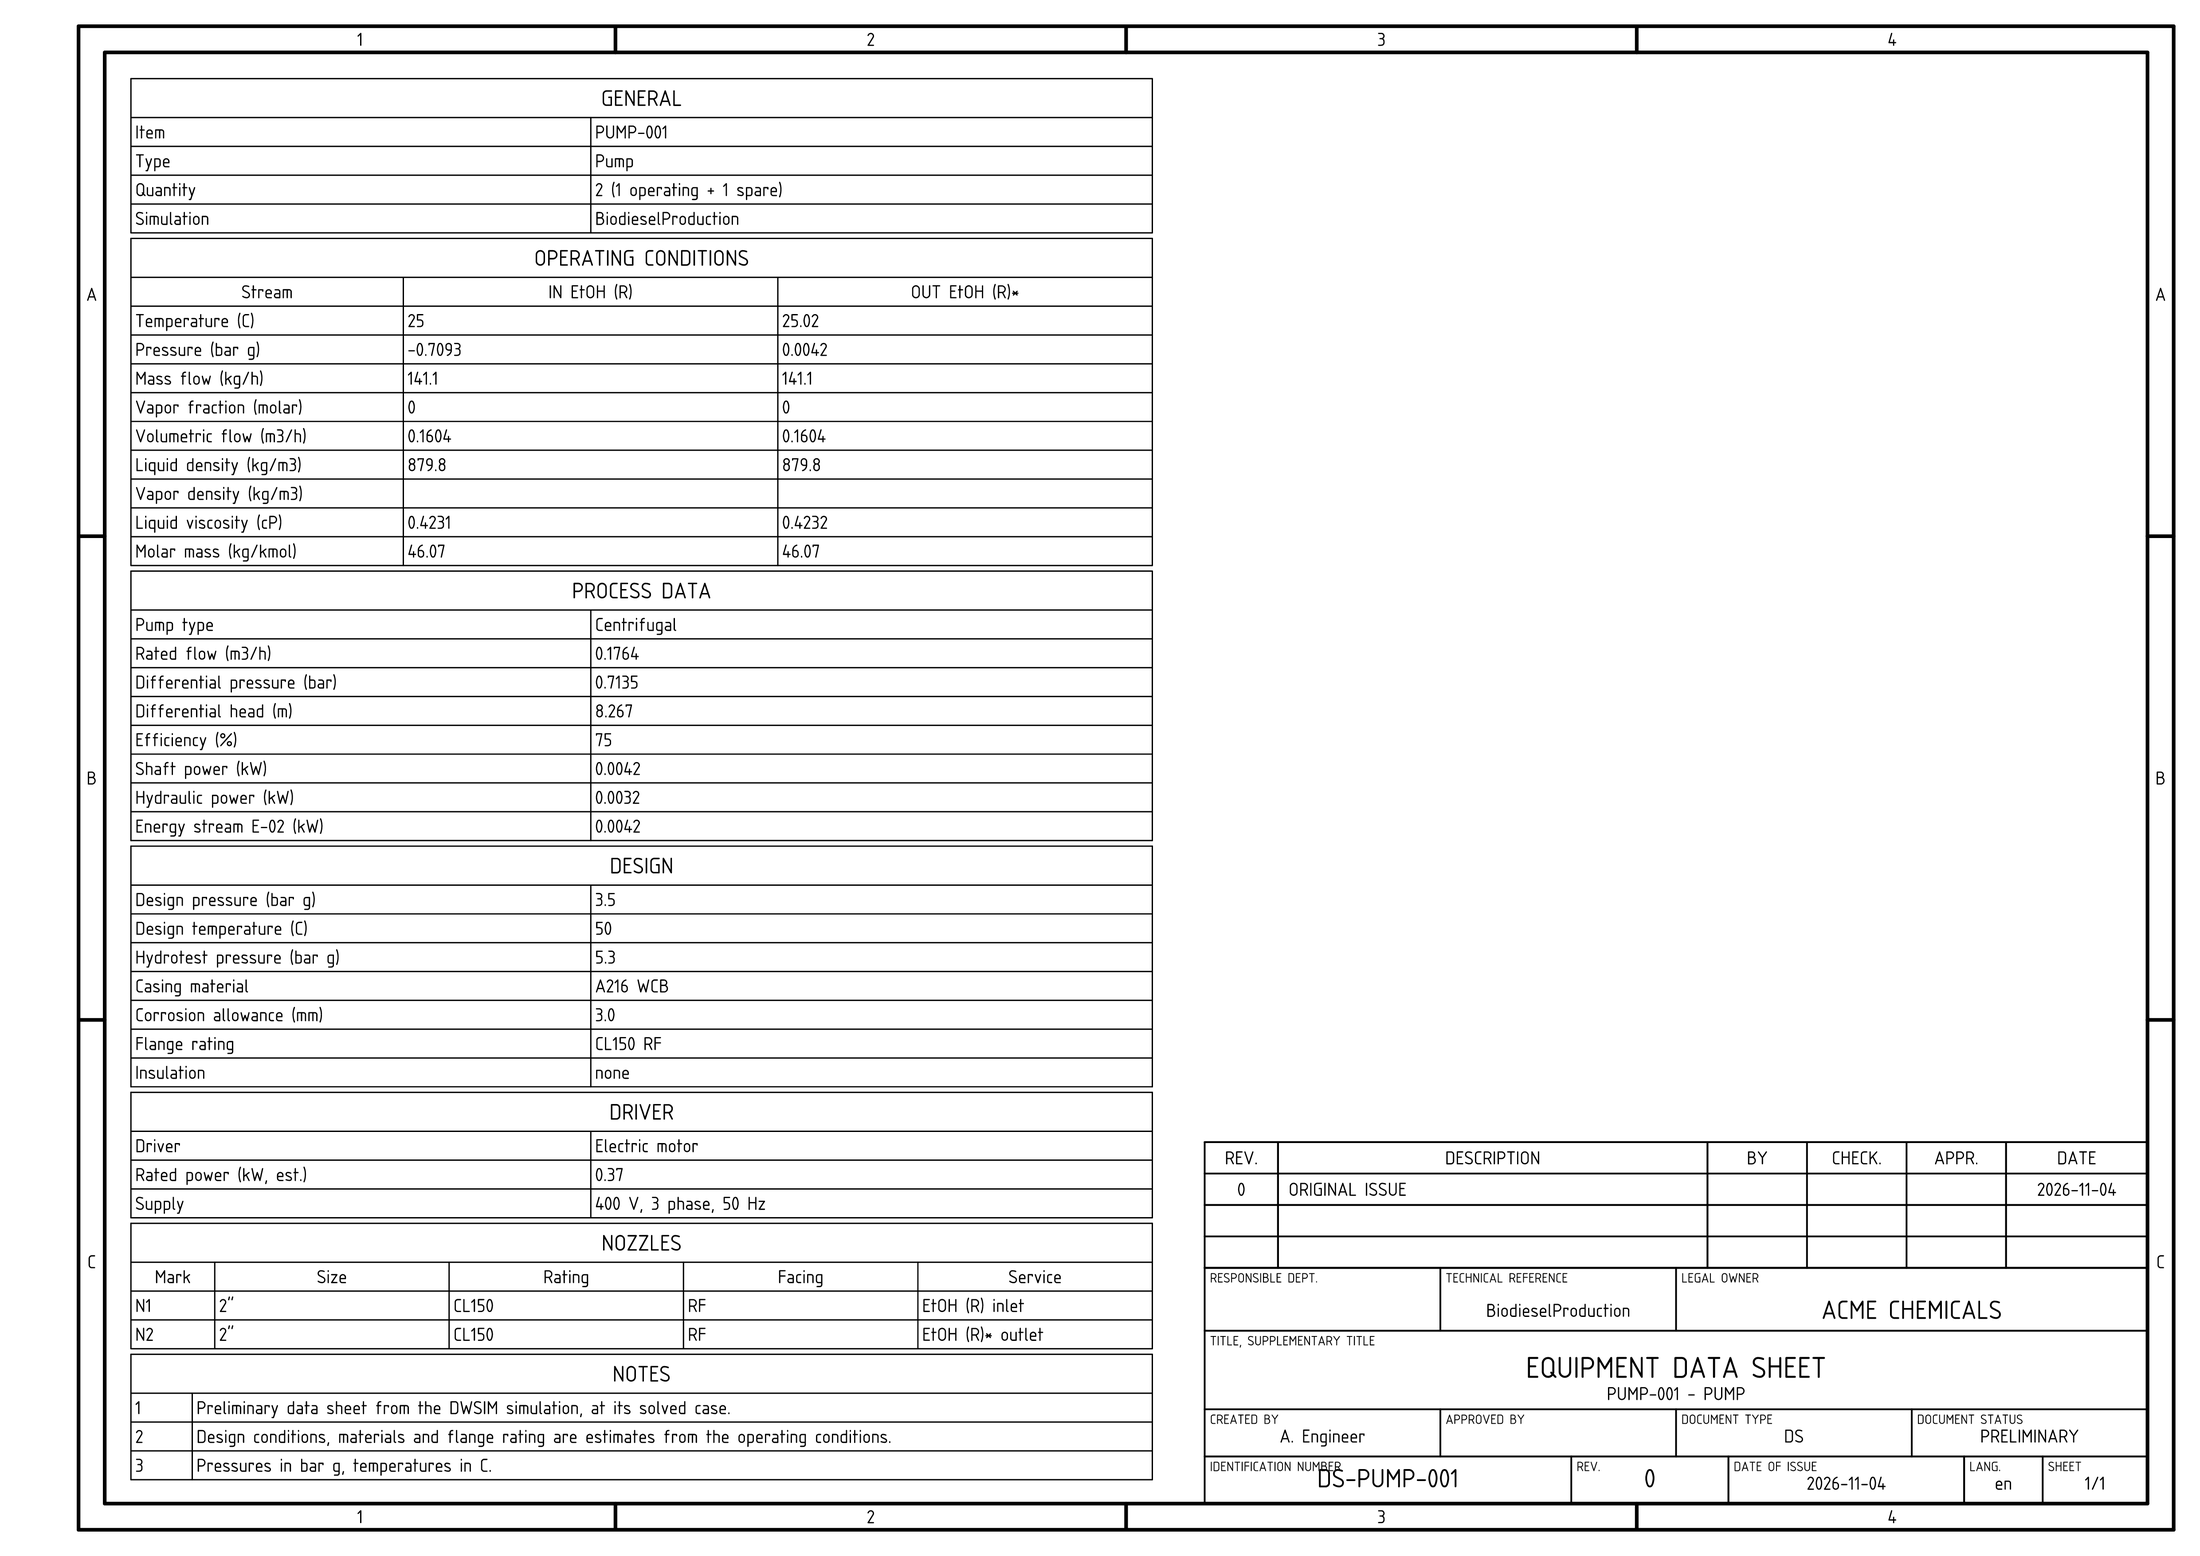 1 2 3 4
GENERAL
Item PUMP-001
Type Pump
Quantity 2 (1 operating + 1 spare)
Simulation BiodieselProduction
OPERATING CONDITIONS
Stream IN EtOH (R) OUT EtOH (R)*
A A
Temperature (C) 25 25.02
Pressure (bar g) -0.7093 0.0042
Mass flow (kg/h) 141.1 141.1
Vapor fraction (molar) 0 0
Volumetric flow (m3/h) 0.1604 0.1604
Liquid density (kg/m3) 879.8 879.8
Vapor density (kg/m3)
Liquid viscosity (cP) 0.4231 0.4232
Molar mass (kg/kmol) 46.07 46.07
PROCESS DATA
Pump type Centrifugal
Rated flow (m3/h) 0.1764
Differential pressure (bar) 0.7135
Differential head (m) 8.267
Efficiency (%) 75
Shaft power (kW) 0.0042
B B
Hydraulic power (kW) 0.0032
Energy stream E-02 (kW) 0.0042
DESIGN
Design pressure (bar g) 3.5
Design temperature (C) 50
Hydrotest pressure (bar g) 5.3
Casing material A216 WCB
Corrosion allowance (mm) 3.0
Flange rating CL150 RF
Insulation none
DRIVER
Driver Electric motor
Rated power (kW, est.) 0.37
Supply 400 V, 3 phase, 50 Hz
NOZZLES
Mark Size Rating Facing Service
N1 2" CL150 RF EtOH (R) inlet
N2 2" CL150 RF EtOH (R)* outlet
NOTES
1 Preliminary data sheet from the DWSIM simulation, at its solved case.
2 Design conditions, materials and flange rating are estimates from the operating conditions.
3 Pressures in bar g, temperatures in C.
REV. DESCRIPTION BY CHECK. APPR. DATE
0 ORIGINAL ISSUE 2026-11-04
C C
RESPONSIBLE DEPT. TECHNICAL REFERENCE LEGAL OWNER
BiodieselProduction ACME CHEMICALS
TITLE, SUPPLEMENTARY TITLE
EQUIPMENT DATA SHEET
PUMP-001 - PUMP
CREATED BY APPROVED BY DOCUMENT TYPE DOCUMENT STATUS
A. Engineer DS PRELIMINARY
IDENTIFICATION NUMBER REV. DATE OF ISSUE LANG. SHEET
DS-PUMP-001 0 2026-11-04 en 1/1
1 2 3 4